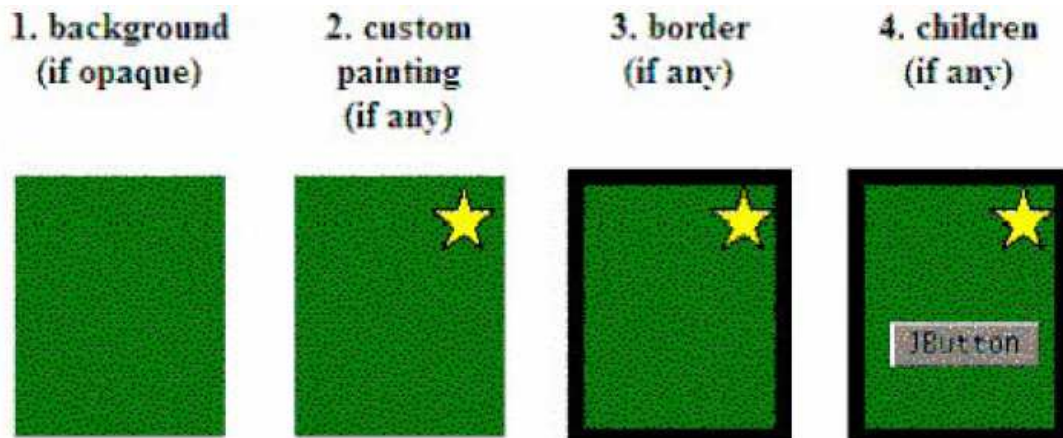 1. background
(if opaque)
2. custom
painting
(if any)
3. border
(if any)
4. children
(if any)
JButton